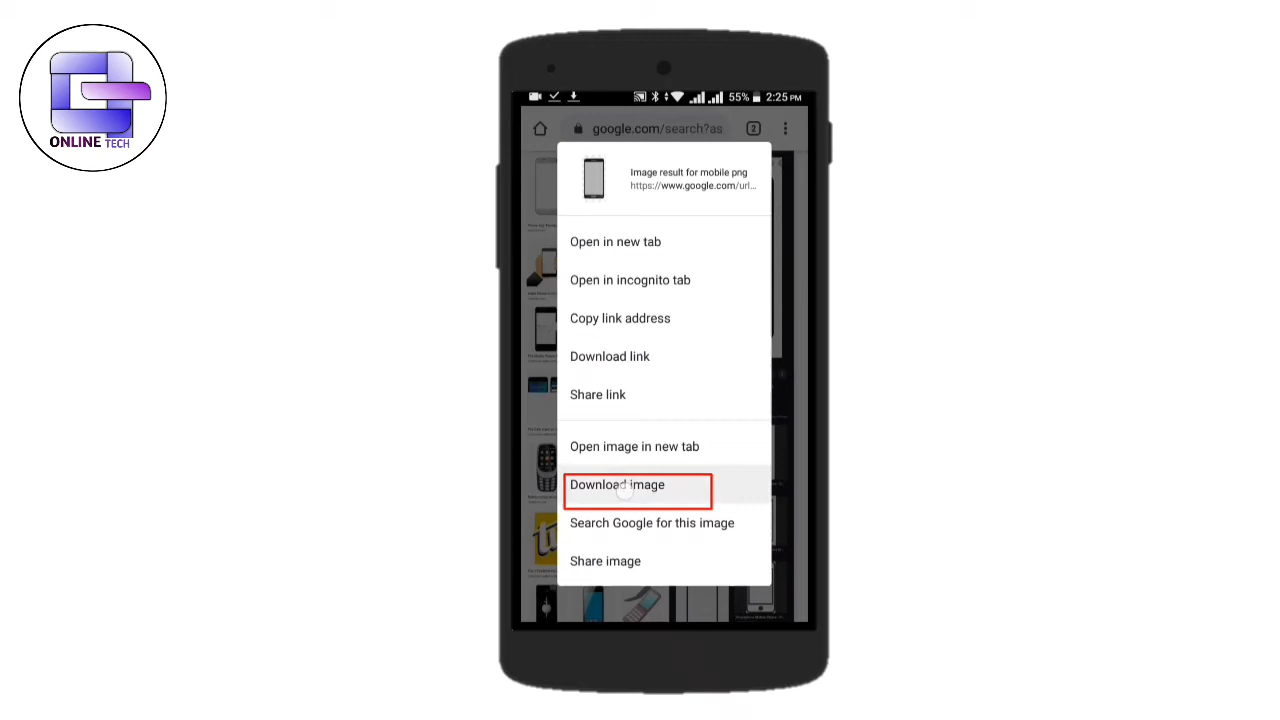 ONLINE TECH
55% 2:25 PM
google.com/search?as
2
Image result for mobile png
https://www.google.com/url...
Open in new tab
Open in incognito tab
Copy link address
Download link
Share link
Open image in new tab
Download image
Search Google for this image
Share image